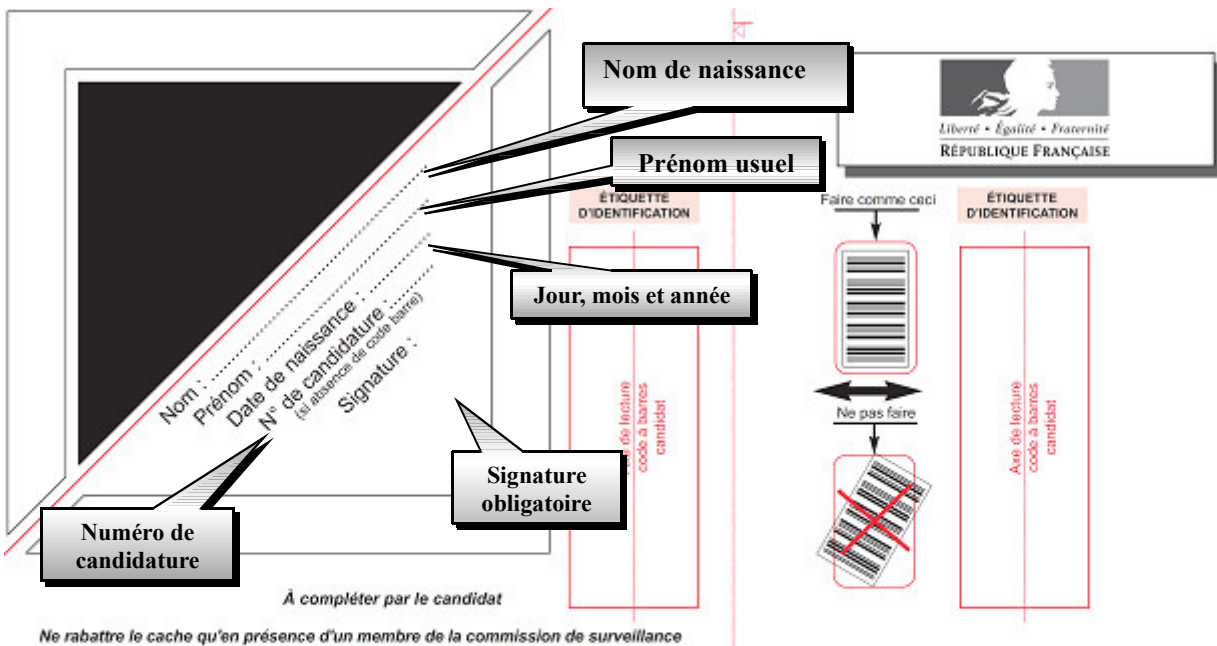 Nom de naissance
Prénom usuel
Jour, mois et année
Nom : 
Prénom : 
Date de naissance : 
N° de candidature : 
(si absence de code barre)
Signature :
Signature
obligatoire
Numéro de
candidature
À compléter par le candidat
Ne rabattre le cache qu'en présence d'un membre de la commission de surveillance
ÉTIQUETTE
D'IDENTIFICATION
de lecture
code à barres
candidat
Liberté • Égalité • Fraternité
RÉPUBLIQUE FRANÇAISE
Faire comme ceci
Ne pas faire
ÉTIQUETTE
D'IDENTIFICATION
Axe de lecture
code à barres
candidat